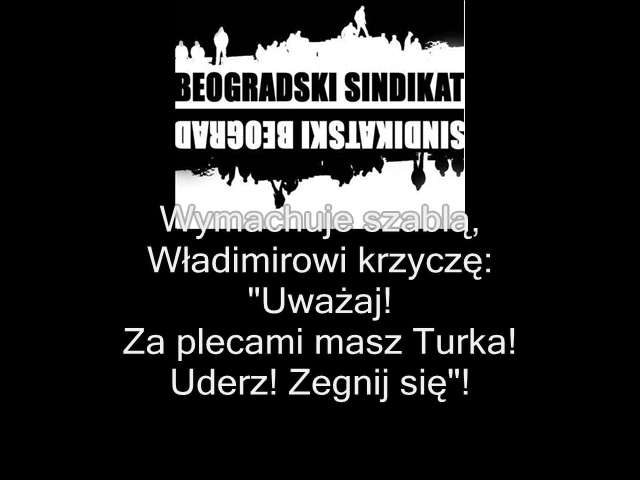 BEOGRADSKI SINDIKAT
SINDIKATSKI BEOGRAD
Wymachuje szablą,
Władimirowi krzyczę:
"Uważaj!
Za plecami masz Turka!
Uderz! Zegnij się"!